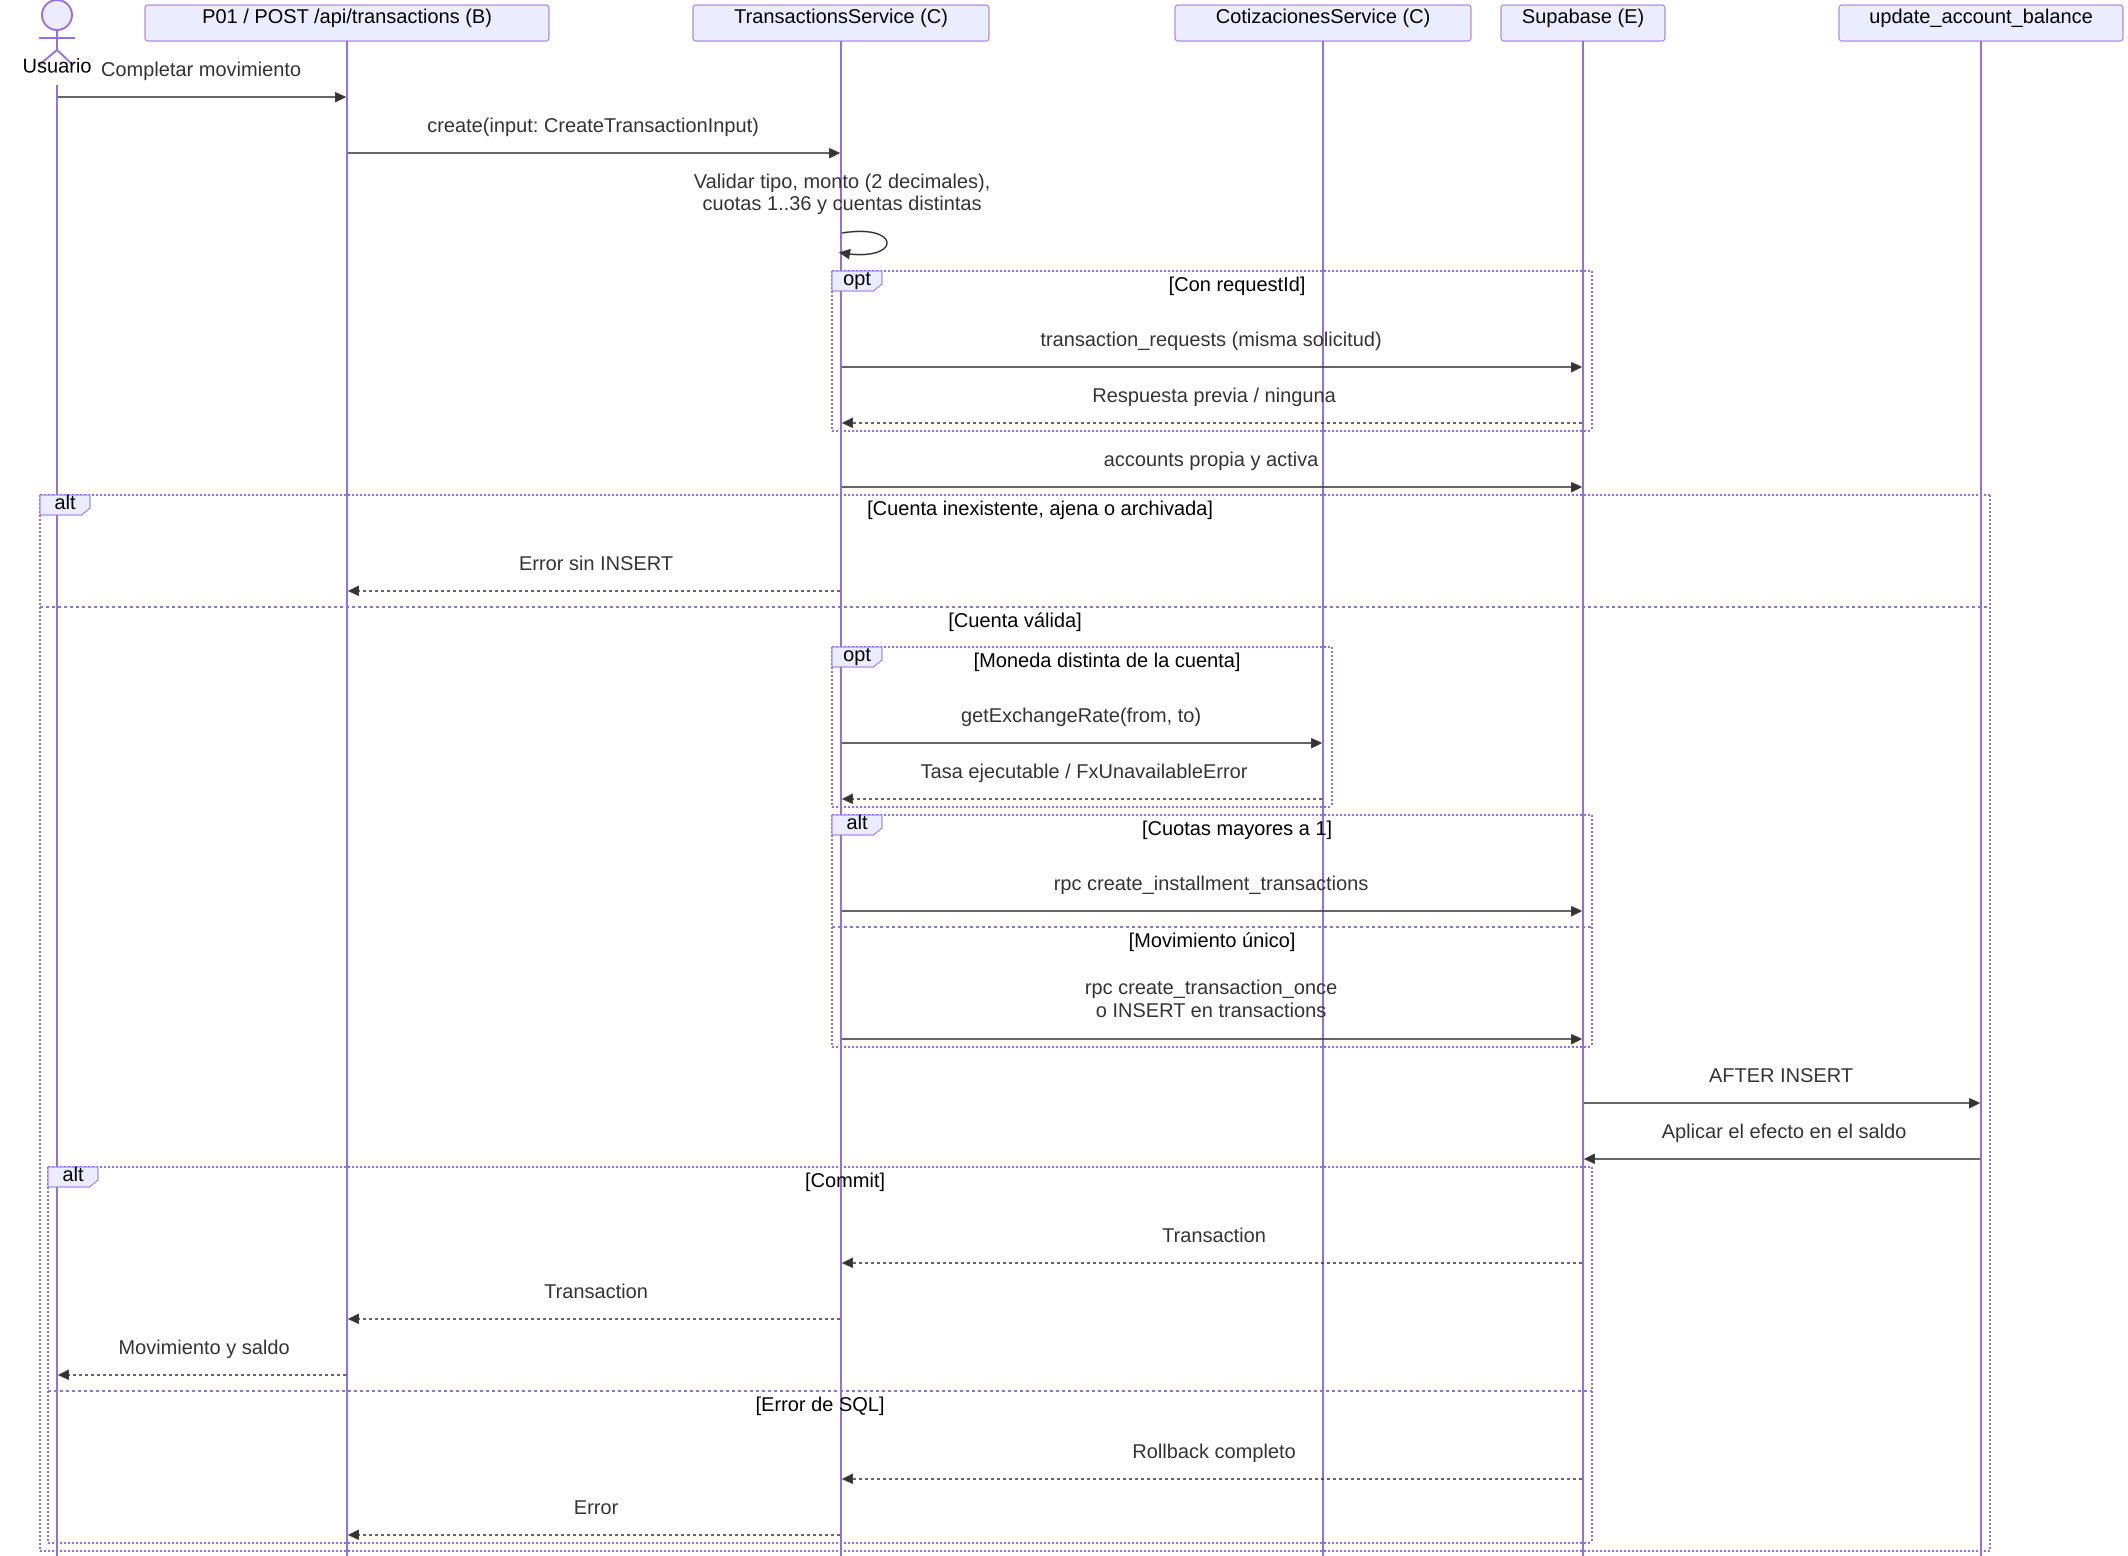 Usuario
P01 / POST /api/transactions (B)
TransactionsService (C)
CotizacionesService (C)
Supabase (E)
update_account_balance
Completar movimiento
create(input: CreateTransactionInput)
Validar tipo, monto (2 decimales),
cuotas 1..36 y cuentas distintas
opt
[Con requestId]
transaction_requests (misma solicitud)
Respuesta previa / ninguna
accounts propia y activa
alt
[Cuenta inexistente, ajena o archivada]
Error sin INSERT
[Cuenta válida]
opt
[Moneda distinta de la cuenta]
getExchangeRate(from, to)
Tasa ejecutable / FxUnavailableError
alt
[Cuotas mayores a 1]
rpc create_installment_transactions
[Movimiento único]
rpc create_transaction_once
o INSERT en transactions
AFTER INSERT
Aplicar el efecto en el saldo
alt
[Commit]
Transaction
Transaction
Movimiento y saldo
[Error de SQL]
Rollback completo
Error